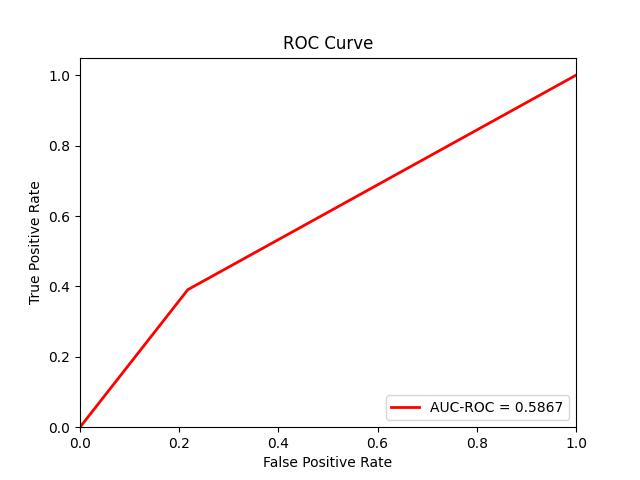 ROC Curve
True Positive Rate
1.0
0.8
0.6
0.4
0.2
0.0
AUC-ROC = 0.5867
0.0 0.2 0.4 0.6 0.8 1.0
False Positive Rate